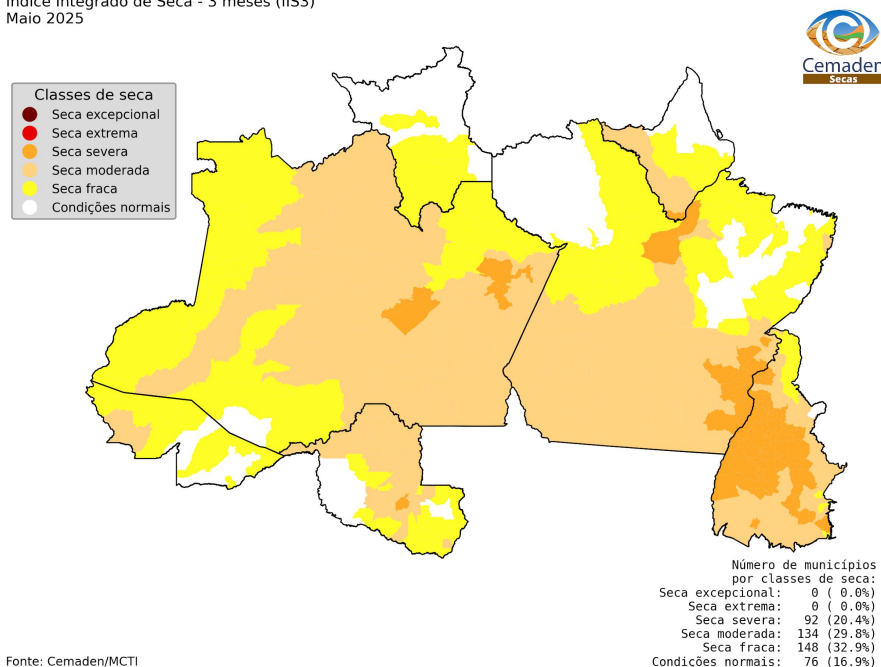 Índice Integrado de Seca - 3 meses (IIS3)
Maio 2025
Cemaden
Secas
Classes de seca
Seca excepcional
Seca extrema
Seca severa
Seca moderada
Seca fraca
Condições normais
Número de municípios
por classes de seca:
Seca excepcional: 0 ( 0.0%)
Seca extrema: 0 ( 0.0%)
Seca severa: 92 (20.4%)
Seca moderada: 134 (29.8%)
Seca fraca: 148 (32.9%)
Condições normais: 76 (16.9%)
Fonte: Cemaden/MCTI